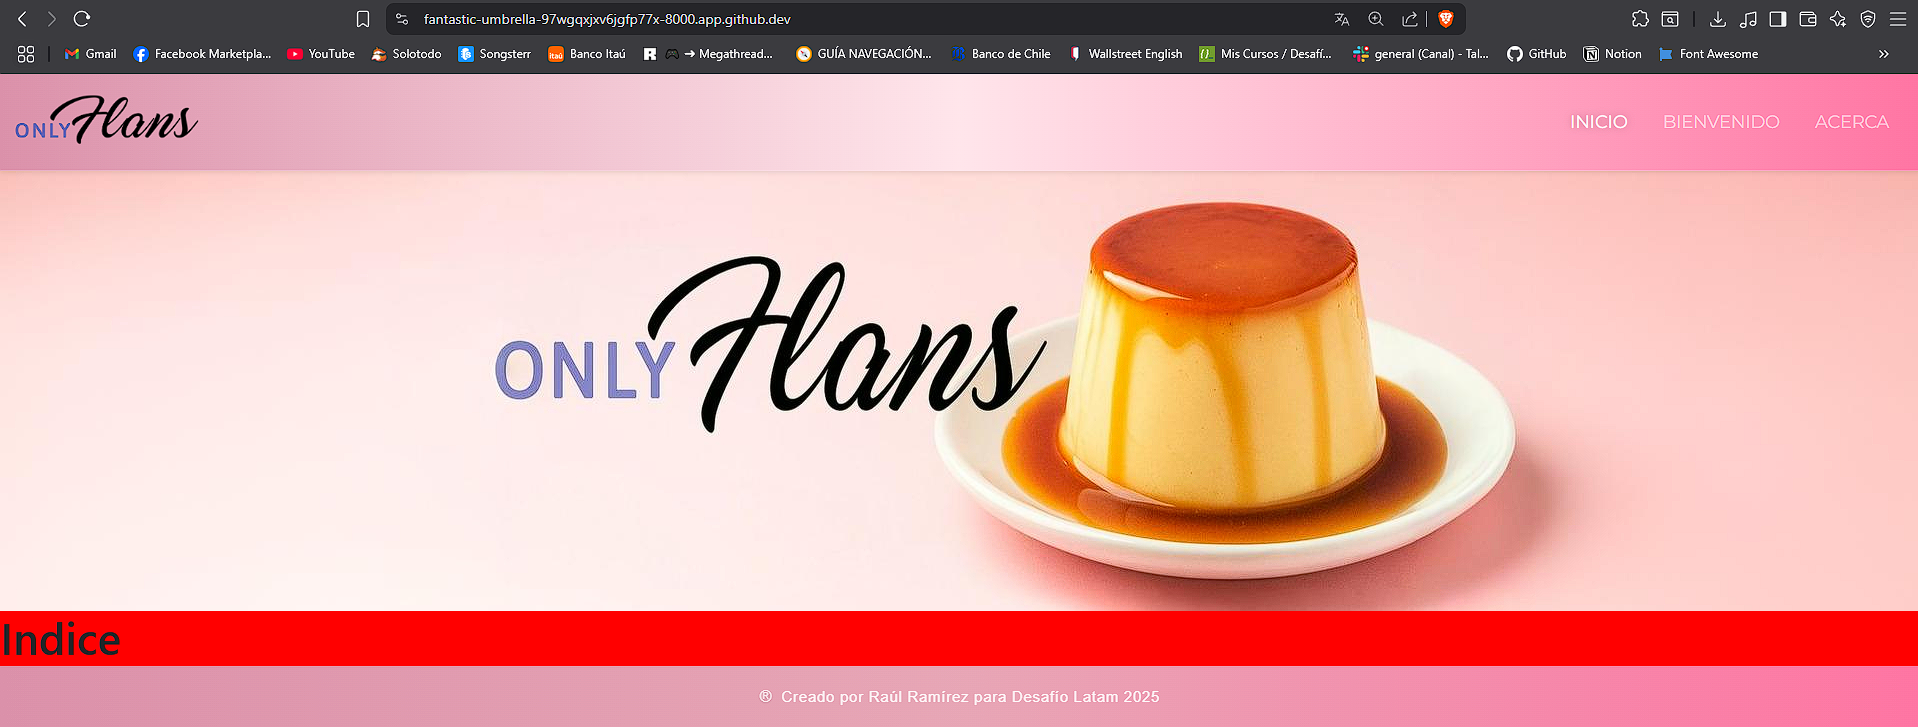 fantastic-umbrella-97wgqxjxv6jgfp77x-8000.app.github.dev
Gmail Facebook Marketpla... YouTube Solotodo Songsterr Banco Itaú → Megathread... GUÍA NAVEGACIÓN... Banco de Chile Wallstreet English Mis Cursos / Desafí... general (Canal) - Tal... GitHub Notion Font Awesome »
ONLY Flans INICIO BIENVENIDO ACERCA
ONLY Flans
Indice
® Creado por Raúl Ramírez para Desafío Latam 2025